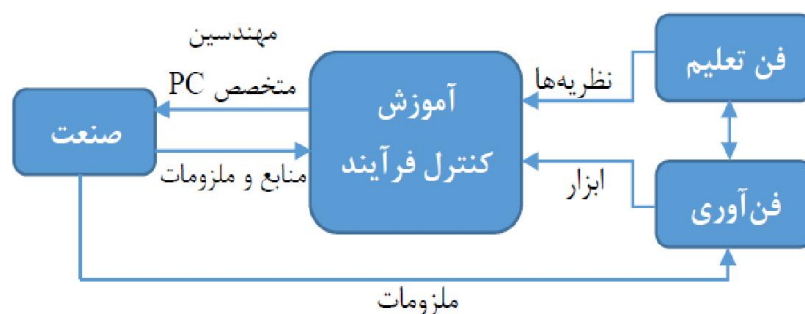 فن تعلیم
نظریه‌ها
آموزش
کنترل فرآیند
مهندسین
متخصص PC
صنعت
منابع و ملزومات
ابزار
فن‌آوری
ملزومات